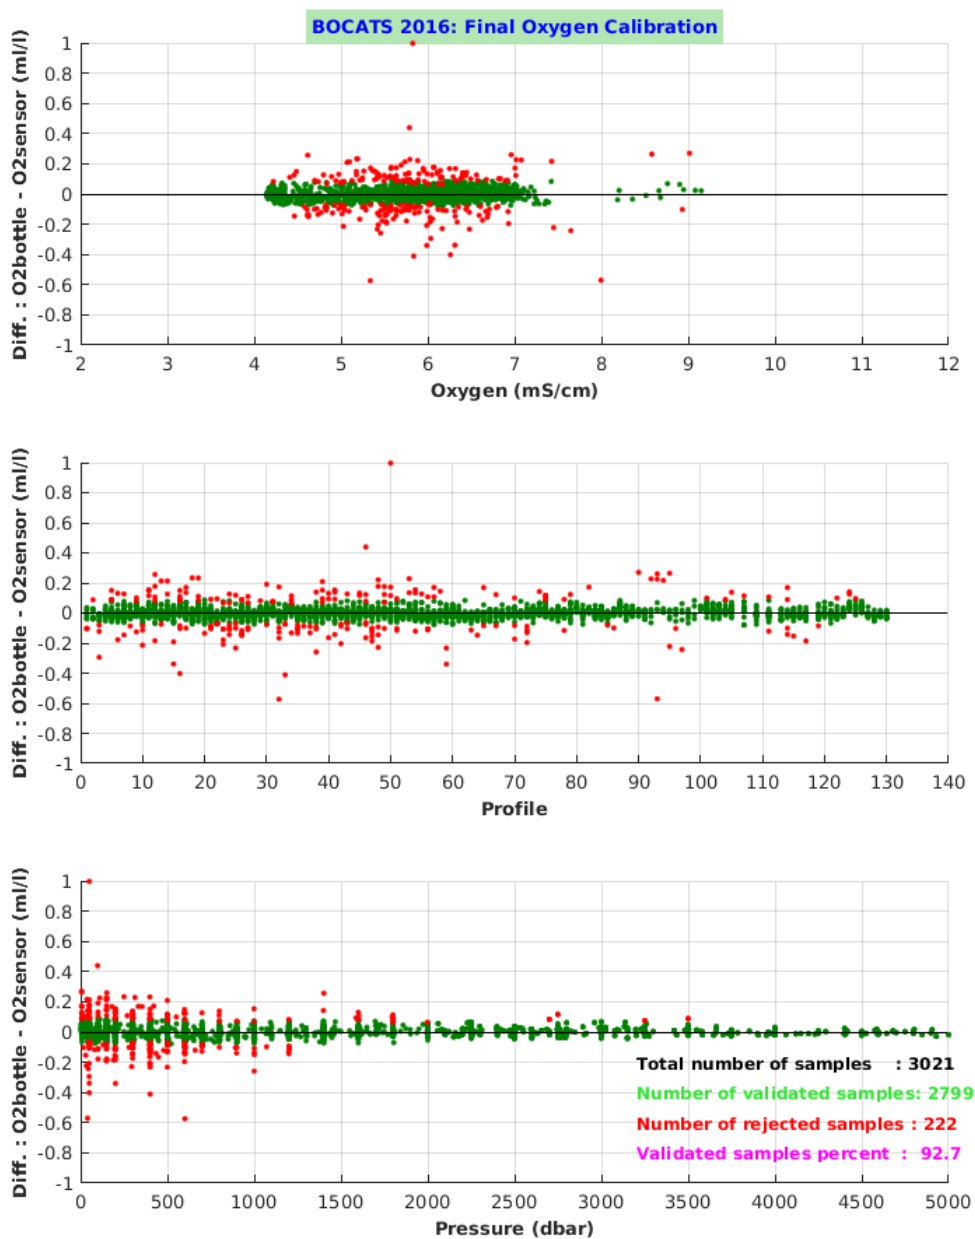 BOCATS 2016: Final Oxygen Calibration
Diff. : O2bottle - O2sensor (ml/l)
1
0.8
0.6
0.4
0.2
0
-0.2
-0.4
-0.6
-0.8
-1
2 3 4 5 6 7 8 9 10 11 12
Oxygen (mS/cm)
Diff. : O2bottle - O2sensor (ml/l)
1
0.8
0.6
0.4
0.2
0
-0.2
-0.4
-0.6
-0.8
-1
0 10 20 30 40 50 60 70 80 90 100 110 120 130 140
Profile
Diff. : O2bottle - O2sensor (ml/l)
1
0.8
0.6
0.4
0.2
0
-0.2
-0.4
-0.6
-0.8
-1
Total number of samples : 3021
Number of validated samples: 2799
Number of rejected samples : 222
Validated samples percent : 92.7
0 500 1000 1500 2000 2500 3000 3500 4000 4500 5000
Pressure (dbar)